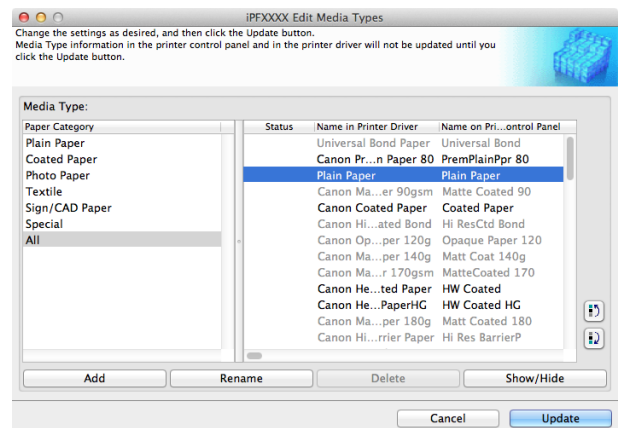 iPFXXXX Edit Media Types
Change the settings as desired, and then click the Update button.
Media Type information in the printer control panel and in the printer driver will not be updated until you
click the Update button.
Media Type:
Paper Category Status Name in Printer Driver Name on Pri...ontrol Panel
Plain Paper Universal Bond Paper Universal Bond
Coated Paper Canon Pr...n Paper 80 PremPlainPpr 80
Photo Paper Plain Paper Plain Paper
Textile Canon Ma...er 90gsm Matte Coated 90
Sign/CAD Paper Canon Coated Paper Coated Paper
Special Canon Hi...ated Bond Hi ResCtd Bond
All Canon Op...per 120g Opaque Paper 120
Canon Ma...per 140g Matt Coat 140g
Canon Ma...r 170gsm MatteCoated 170
Canon He...ted Paper HW Coated
Canon He...PaperHG HW Coated HG
Canon Ma...per 180g Matt Coated 180
Canon Hi...rrier Paper Hi Res BarrierP
Add Rename Delete Show/Hide
Cancel Update